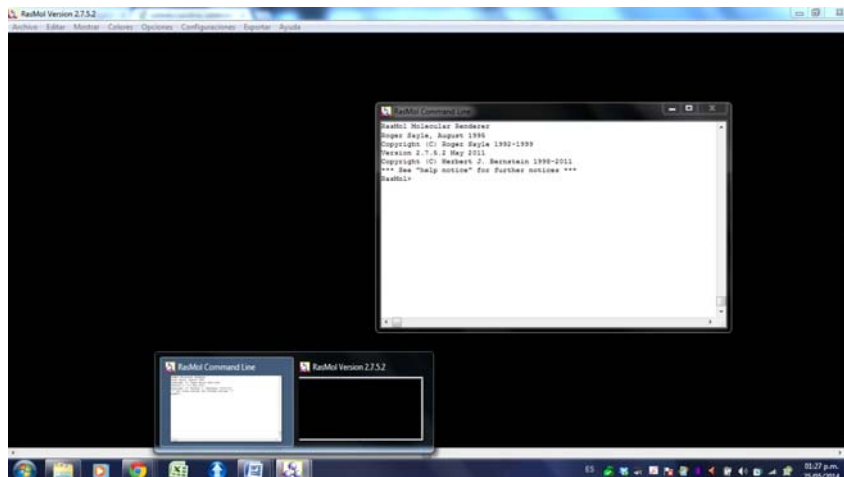 RasMol Version 2.7.5.2
Archivo Editar Mostrar Colores Opciones Configuraciones Exportar Ayuda
RasMol Command Line
RasMol Molecular Renderer
Roger Sayle, August 1995
Copyright (C) Roger Sayle 1992-1999
Version 2.7.5.2 May 2011
Copyright (C) Herbert J. Bernstein 1998-2011
*** See "help notice" for further notices ***
RasMol>
RasMol Command Line
RasMol Version 2.7.5.2
ES
01:27 p.m.